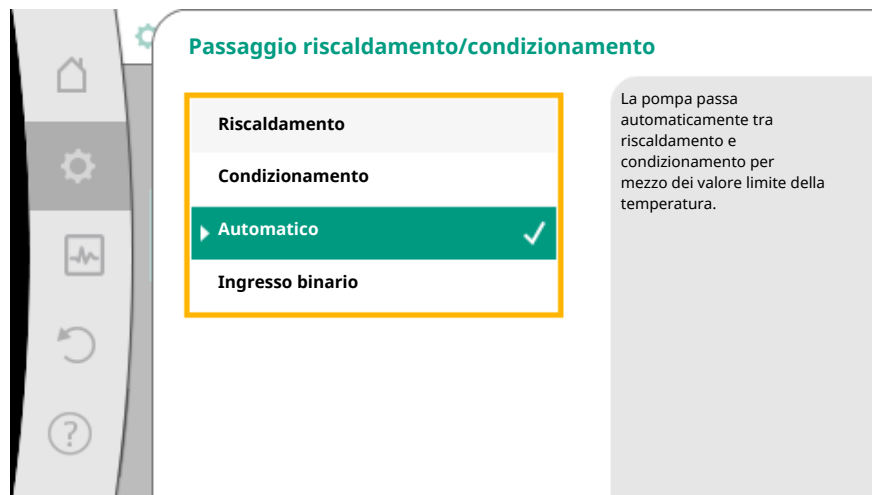 Passaggio riscaldamento/condizionamento
Riscaldamento
Condizionamento
Automatico
Ingresso binario
La pompa passa
automaticamente tra
riscaldamento e
condizionamento per
mezzo dei valore limite della
temperatura.
?